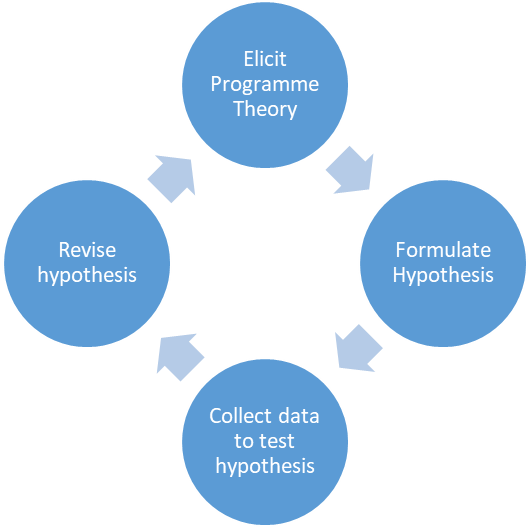 Elicit
Programme
Theory
Formulate
Hypothesis
Collect data
to test
hypothesis
Revise
hypothesis